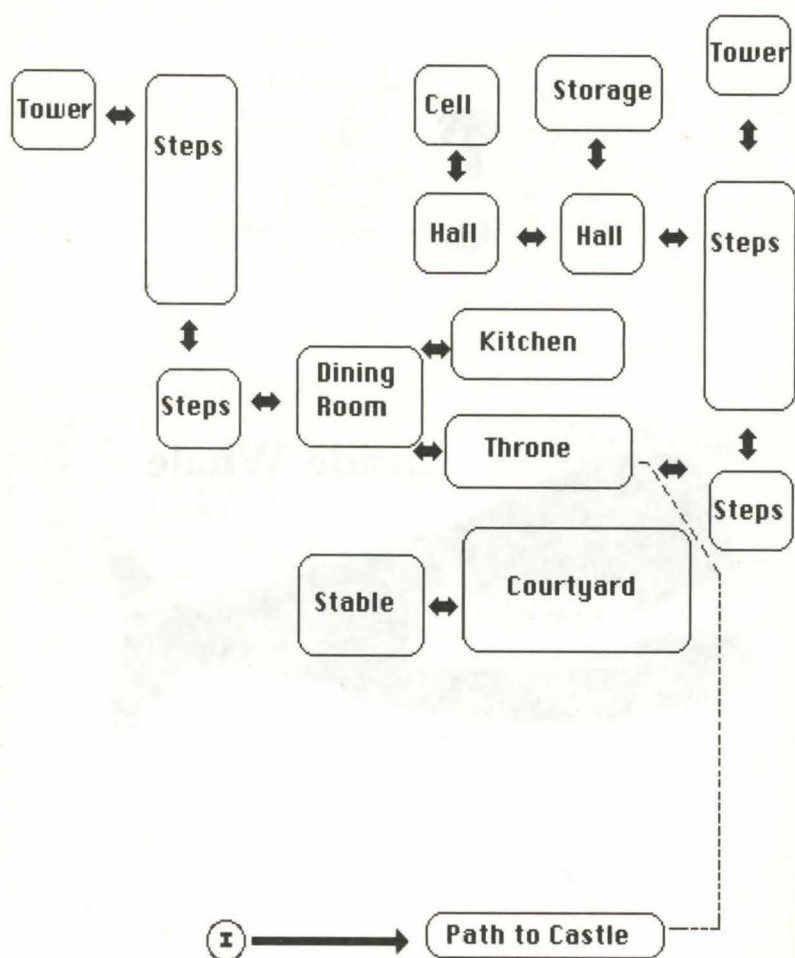 Tower
Tower
Steps
Cell
Storage
Hall
Hall
Steps
Kitchen
Dining
Room
Steps
Throne
Steps
Stable
Courtyard
I
Path to Castle